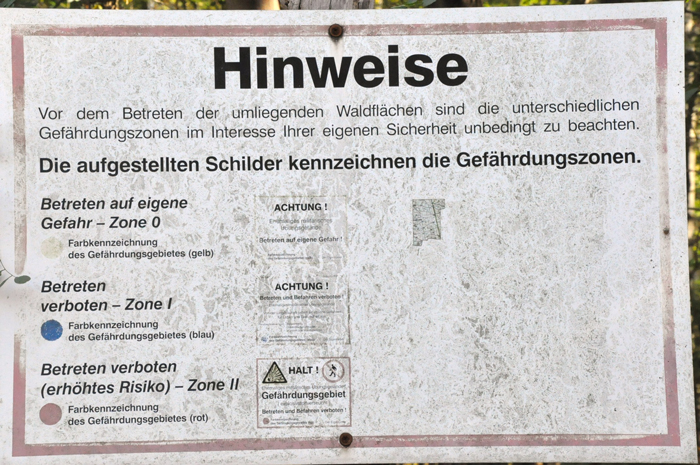 Hinweise
Vor dem Betreten der umliegenden Waldflächen sind die unterschiedlichen
Gefährdungszonen im Interesse Ihrer eigenen Sicherheit unbedingt zu beachten.
Die aufgestellten Schilder kennzeichnen die Gefährdungszonen.
Betreten auf eigene
Gefahr – Zone 0
Farbkennzeichnung
des Gefährdungsgebietes (gelb)
ACHTUNG !
Betreten auf eigene Gefahr !
Betreten
verboten – Zone I
Farbkennzeichnung
des Gefährdungsgebietes (blau)
ACHTUNG !
Betreten und Befahren verboten !
Betreten verboten
(erhöhtes Risiko) – Zone II
Farbkennzeichnung
des Gefährdungsgebietes (rot)
HALT !
Gefährdungsgebiet
Betreten und Befahren verboten !